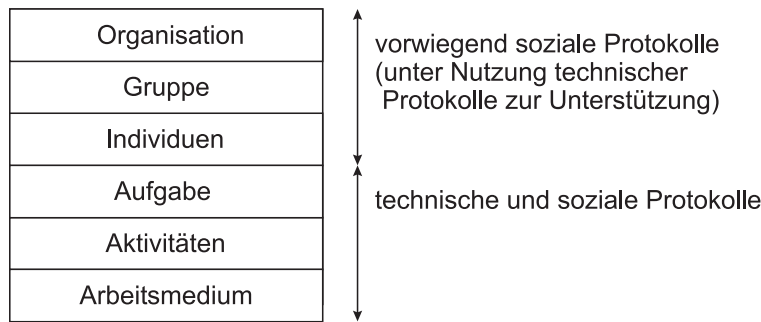 Organisation
Gruppe
Individuen
Aufgabe
Aktivitäten
Arbeitsmedium
vorwiegend soziale Protokolle
(unter Nutzung technischer
Protokolle zur Unterstützung)
technische und soziale Protokolle